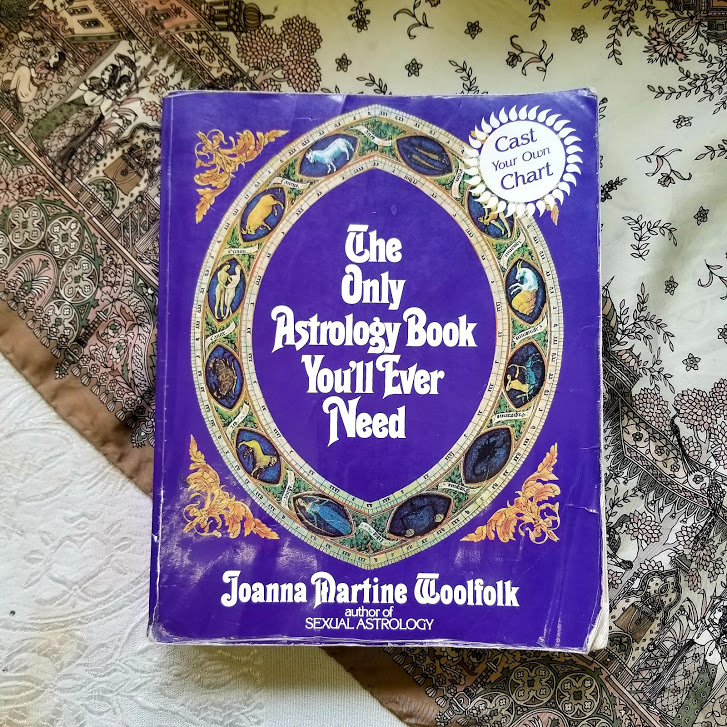 Cast
Your Own
Chart
The
Only
Astrology Book
You'll Ever
Need
Joanna Martine Woolfolk
author of
SEXUAL ASTROLOGY